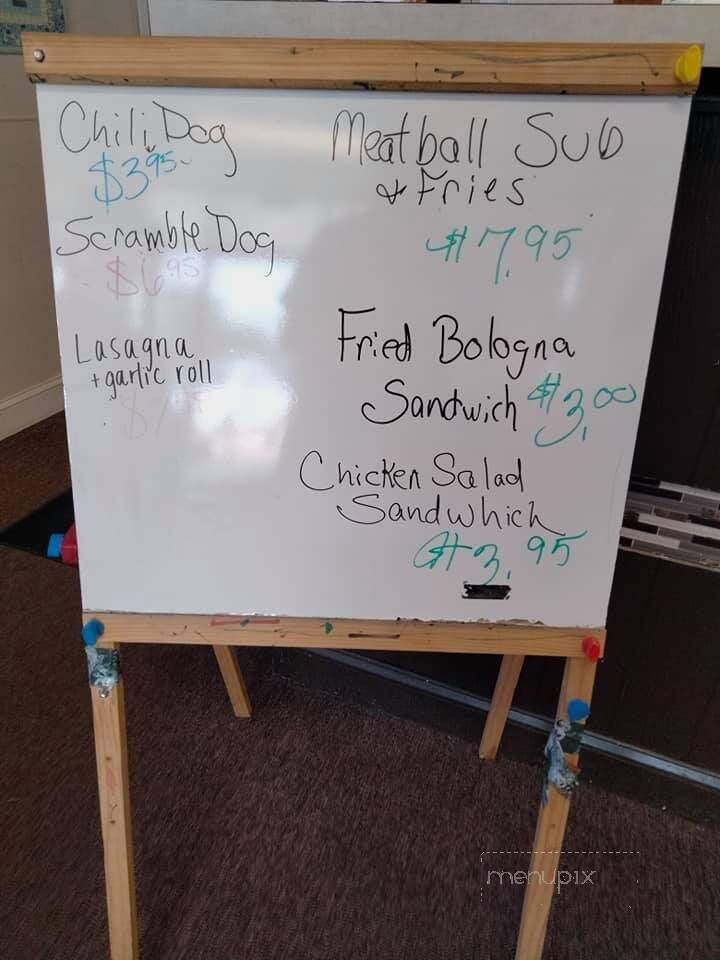 Chili Dog
$3.95
Scramble Dog
$6.95
Lasagna
+ garlic roll
Meatball Sub
& Fries
$7.95
Fried Bologna
Sandwich $3.00
Chicken Salad
Sandwhich
$3.95
menupix